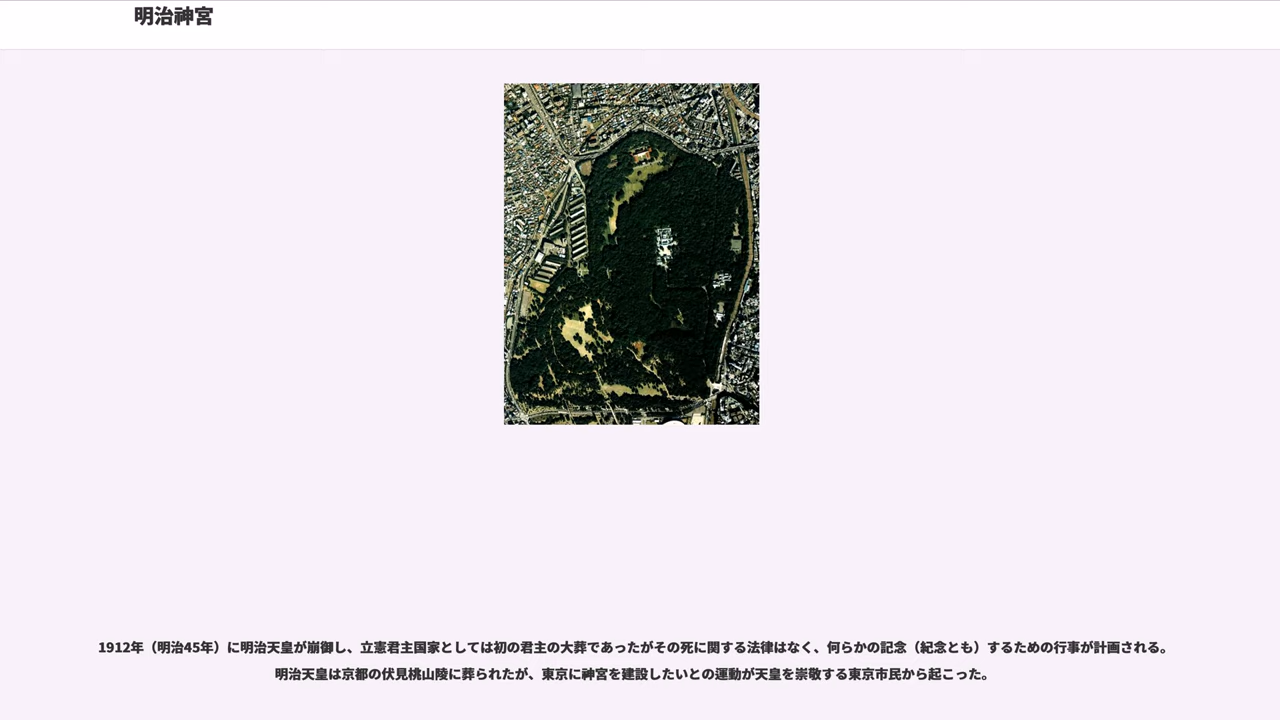 明治神宮
1912年（明治45年）に明治天皇が崩御し、立憲君主国家としては初の君主の大葬であったがその死に関する法律はなく、何らかの記念（紀念とも）するための行事が計画される。
明治天皇は京都の伏見桃山陵に葬られたが、東京に神宮を建設したいとの運動が天皇を崇敬する東京市民から起こった。